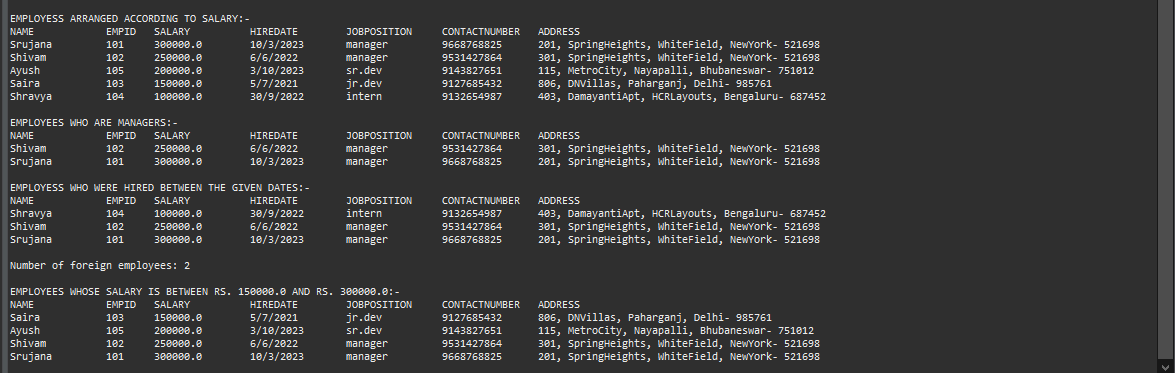 EMPLOYESS ARRANGED ACCORDING TO SALARY:-
NAME EMPID SALARY HIREDATE JOBPOSITION CONTACTNUMBER ADDRESS
Srujana 101 300000.0 10/3/2023 manager 9668768825 201, SpringHeights, WhiteField, NewYork- 521698
Shivam 102 250000.0 6/6/2022 manager 9531427864 301, SpringHeights, WhiteField, NewYork- 521698
Ayush 105 200000.0 3/10/2023 sr.dev 9143827651 115, MetroCity, Nayapalli, Bhubaneswar- 751012
Saira 103 150000.0 5/7/2021 jr.dev 9127685432 806, DNVillas, Paharganj, Delhi- 985761
Shravya 104 100000.0 30/9/2022 intern 9132654987 403, DamayantiApt, HCRLayouts, Bengaluru- 687452
EMPLOYEES WHO ARE MANAGERS:-
NAME EMPID SALARY HIREDATE JOBPOSITION CONTACTNUMBER ADDRESS
Shivam 102 250000.0 6/6/2022 manager 9531427864 301, SpringHeights, WhiteField, NewYork- 521698
Srujana 101 300000.0 10/3/2023 manager 9668768825 201, SpringHeights, WhiteField, NewYork- 521698
EMPLOYESS WHO WERE HIRED BETWEEN THE GIVEN DATES:-
NAME EMPID SALARY HIREDATE JOBPOSITION CONTACTNUMBER ADDRESS
Shravya 104 100000.0 30/9/2022 intern 9132654987 403, DamayantiApt, HCRLayouts, Bengaluru- 687452
Shivam 102 250000.0 6/6/2022 manager 9531427864 301, SpringHeights, WhiteField, NewYork- 521698
Srujana 101 300000.0 10/3/2023 manager 9668768825 201, SpringHeights, WhiteField, NewYork- 521698
Number of foreign employees: 2
EMPLOYEES WHOSE SALARY IS BETWEEN RS. 150000.0 AND RS. 300000.0:-
NAME EMPID SALARY HIREDATE JOBPOSITION CONTACTNUMBER ADDRESS
Saira 103 150000.0 5/7/2021 jr.dev 9127685432 806, DNVillas, Paharganj, Delhi- 985761
Ayush 105 200000.0 3/10/2023 sr.dev 9143827651 115, MetroCity, Nayapalli, Bhubaneswar- 751012
Shivam 102 250000.0 6/6/2022 manager 9531427864 301, SpringHeights, WhiteField, NewYork- 521698
Srujana 101 300000.0 10/3/2023 manager 9668768825 201, SpringHeights, WhiteField, NewYork- 521698